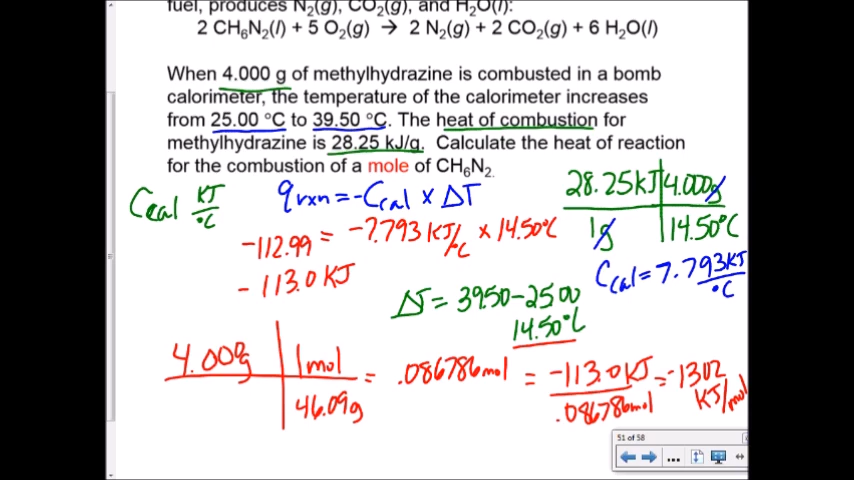 fuel, produces N₂(g), CO₂(g), and H₂O(l):
2 CH₆N₂(l) + 5 O₂(g) → 2 N₂(g) + 2 CO₂(g) + 6 H₂O(l)
When 4.000 g of methylhydrazine is combusted in a bomb
calorimeter, the temperature of the calorimeter increases
from 25.00 °C to 39.50 °C. The heat of combustion for
methylhydrazine is 28.25 kJ/g. Calculate the heat of reaction
for the combustion of a mole of CH₆N₂.
Ccal KJ/°C
qrxn = -Ccal × ΔT
28.25KJ | 4.000g
1g | 14.50°C
-112.99 = -7.793 KJ/°C × 14.50°C
-113.0 KJ
Ccal = 7.793KJ/°C
ΔT = 39.50 - 25.00
14.50°C
4.000g | 1mol = .086786mol = -113.0KJ = -1302
46.09g .086786mol KJ/mol
51 of 58
...